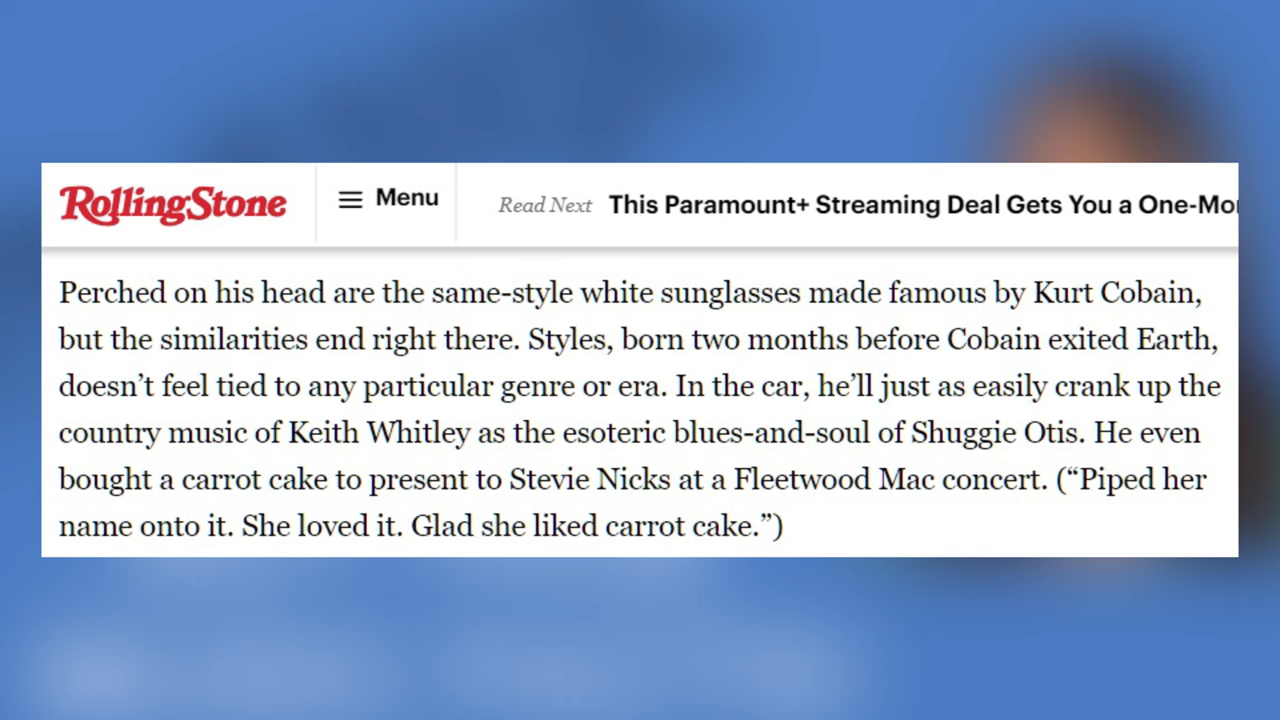 RollingStone
Menu
Read Next This Paramount+ Streaming Deal Gets You a One-Mo
Perched on his head are the same-style white sunglasses made famous by Kurt Cobain,
but the similarities end right there. Styles, born two months before Cobain exited Earth,
doesn’t feel tied to any particular genre or era. In the car, he’ll just as easily crank up the
country music of Keith Whitley as the esoteric blues-and-soul of Shuggie Otis. He even
bought a carrot cake to present to Stevie Nicks at a Fleetwood Mac concert. (“Piped her
name onto it. She loved it. Glad she liked carrot cake.”)